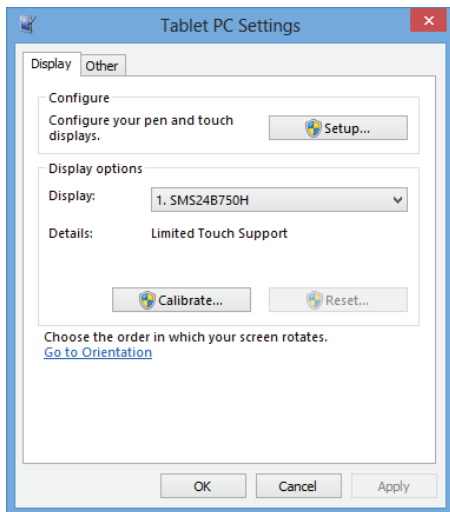 Tablet PC Settings
Display
Other
Configure
Configure your pen and touch
displays.
Setup...
Display options
Display:
1. SMS24B750H
Details:
Limited Touch Support
Calibrate...
Reset...
Choose the order in which your screen rotates.
Go to Orientation
OK
Cancel
Apply